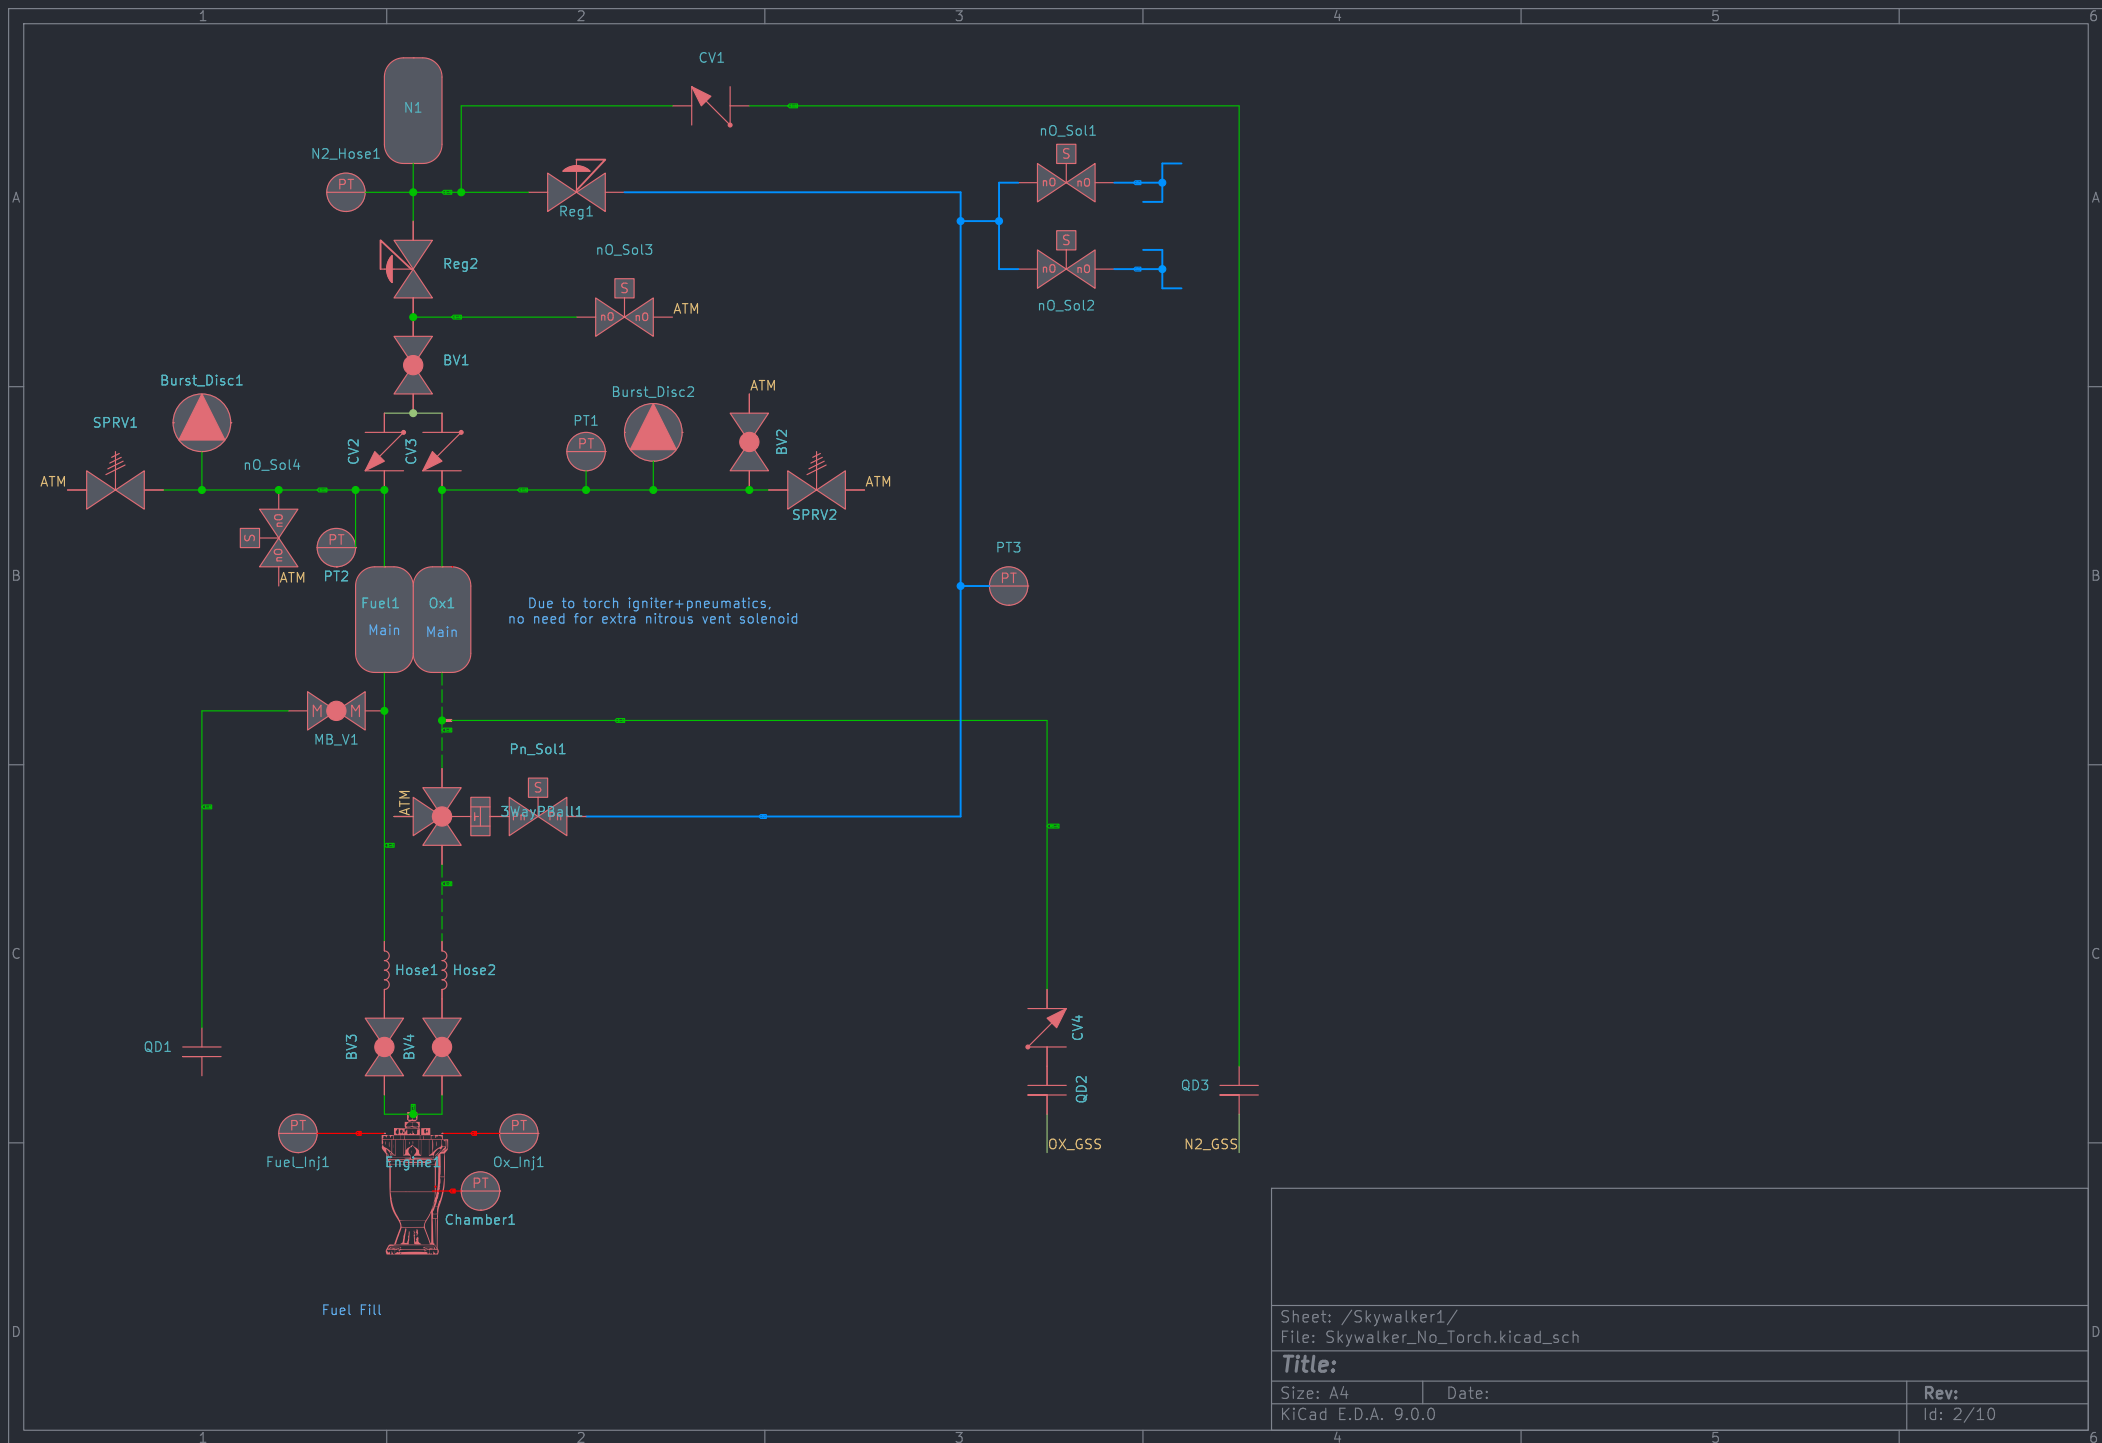 1 2 3 4 5 6
CV1
N1
nO_Sol1
S
N2_Hose1
PT
nO nO
A A
Reg1
S
nO_Sol3
Reg2
nO nO
S
nO_Sol2
ATM
nO nO
BV1
Burst_Disc1
ATM
Burst_Disc2
SPRV1
PT1
BV2
CV2
CV3
PT
nO_Sol4
ATM
ATM
SPRV2
nO
S
PT
PT3
nO
ATM
PT2
B B
PT
Fuel1
Ox1
Due to torch igniter+pneumatics,
no need for extra nitrous vent solenoid
Main
Main
M M
MB_V1
Pn_Sol1
S
ATM
3WayPBall1
C C
Hose1
Hose2
CV4
QD1
BV3
BV4
QD2
QD3
PT
PT
OX_GSS
N2_GSS
Fuel_Inj1
Engine1
Ox_Inj1
PT
Chamber1
Fuel Fill
D D
Sheet: /Skywalker1/
File: Skywalker_No_Torch.kicad_sch
Title:
Size: A4
Date:
Rev:
KiCad E.D.A. 9.0.0
Id: 2/10
1 2 3 4 5 6